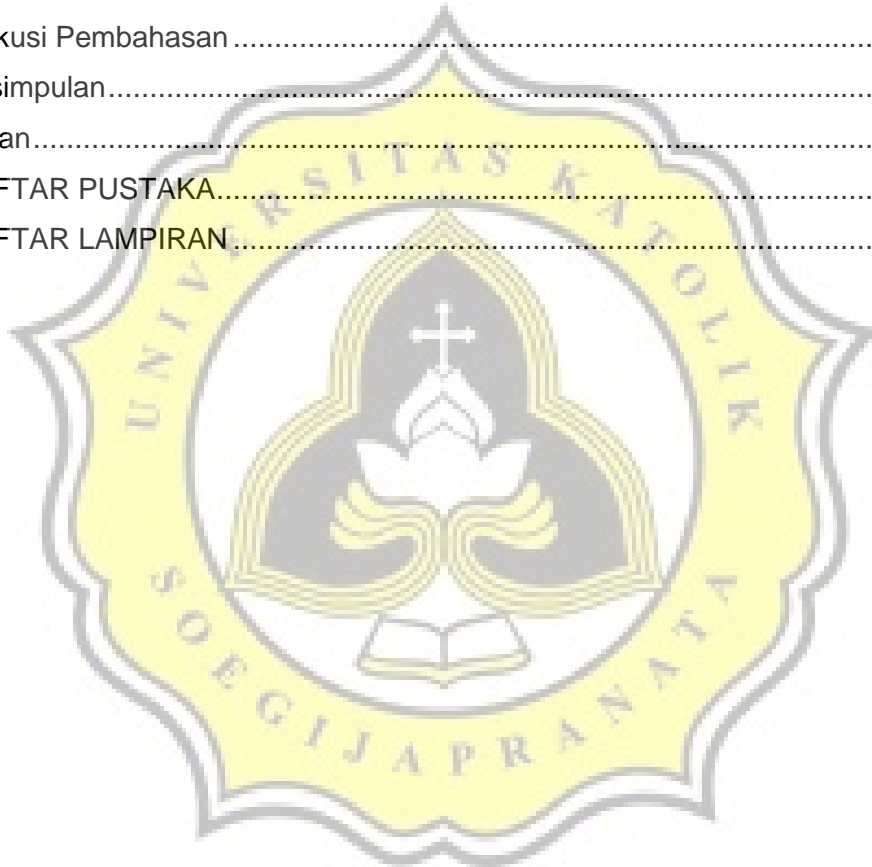 kusi Pembahasan ........................................................................................
simpulan........................................................................................................
an.................................................................................................................
FTAR PUSTAKA..........................................................................................
FTAR LAMPIRAN ........................................................................................
UNIVERSITAS KATOLIK
SOEGIJAPRANATA